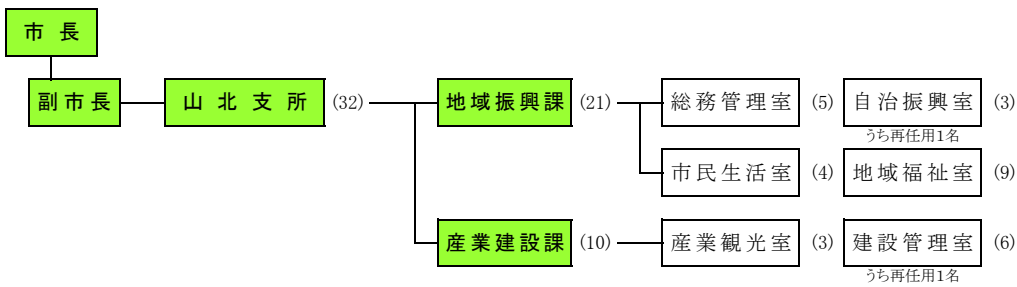 市長
副市長 山北支所 (32) 地域振興課 (21) 総務管理室 (5) 自治振興室 (3)
うち再任用1名
市民生活室 (4) 地域福祉室 (9)
産業建設課 (10) 産業観光室 (3) 建設管理室 (6)
うち再任用1名